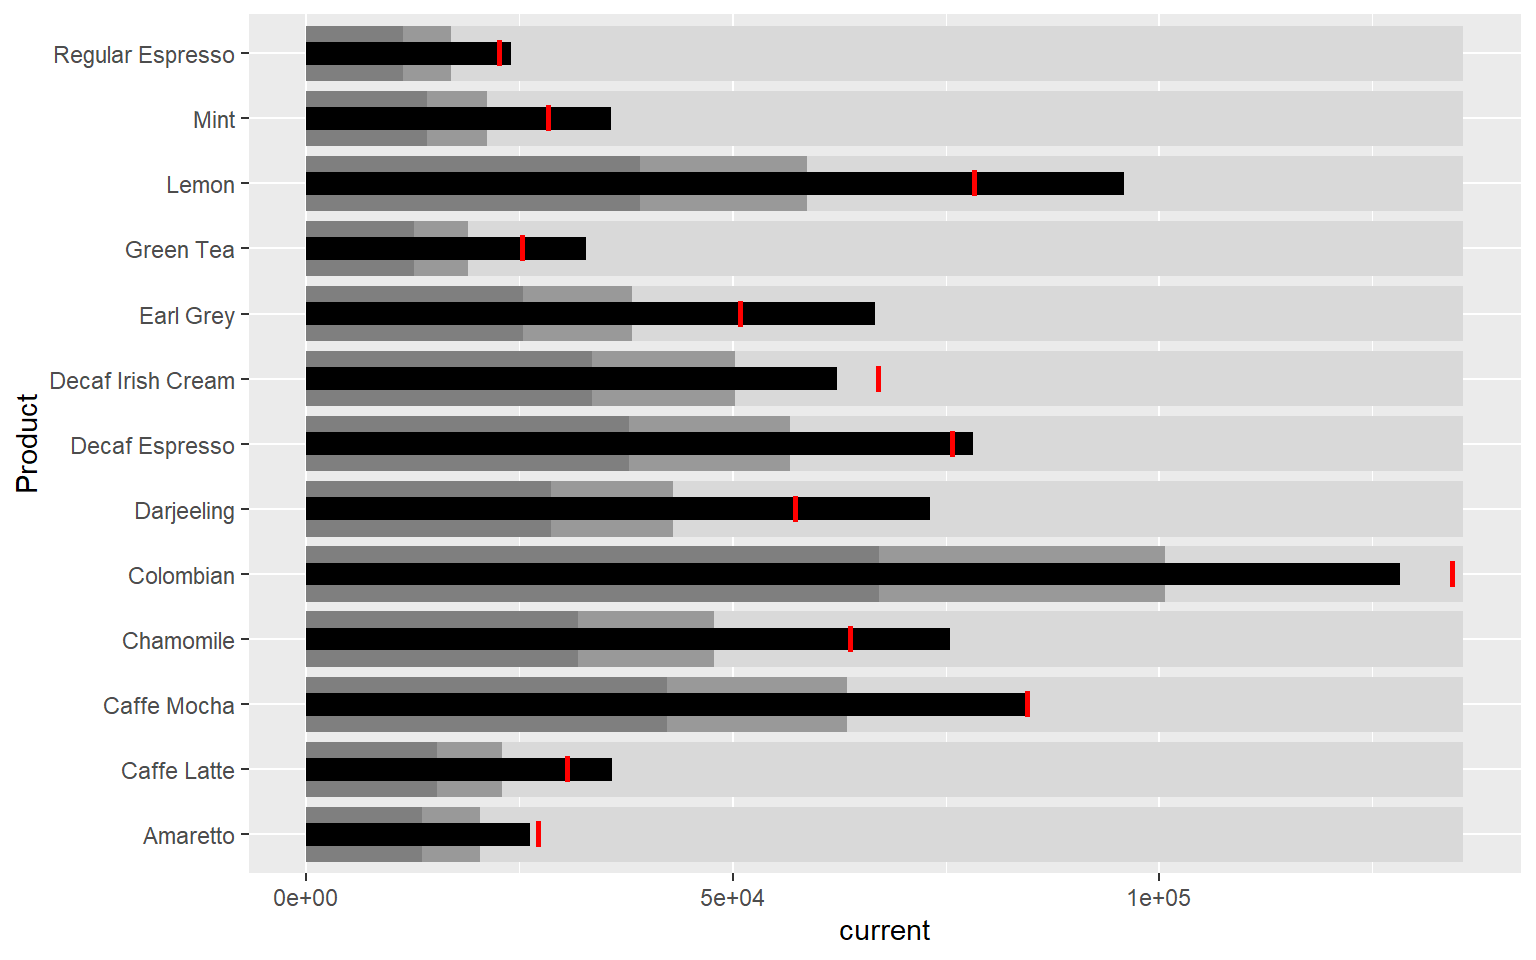 Regular Espresso
Mint
Lemon
Green Tea
Earl Grey
Decaf Irish Cream
Decaf Espresso
Darjeeling
Colombian
Chamomile
Caffe Mocha
Caffe Latte
Amaretto
Product
0e+00 5e+04 1e+05
current